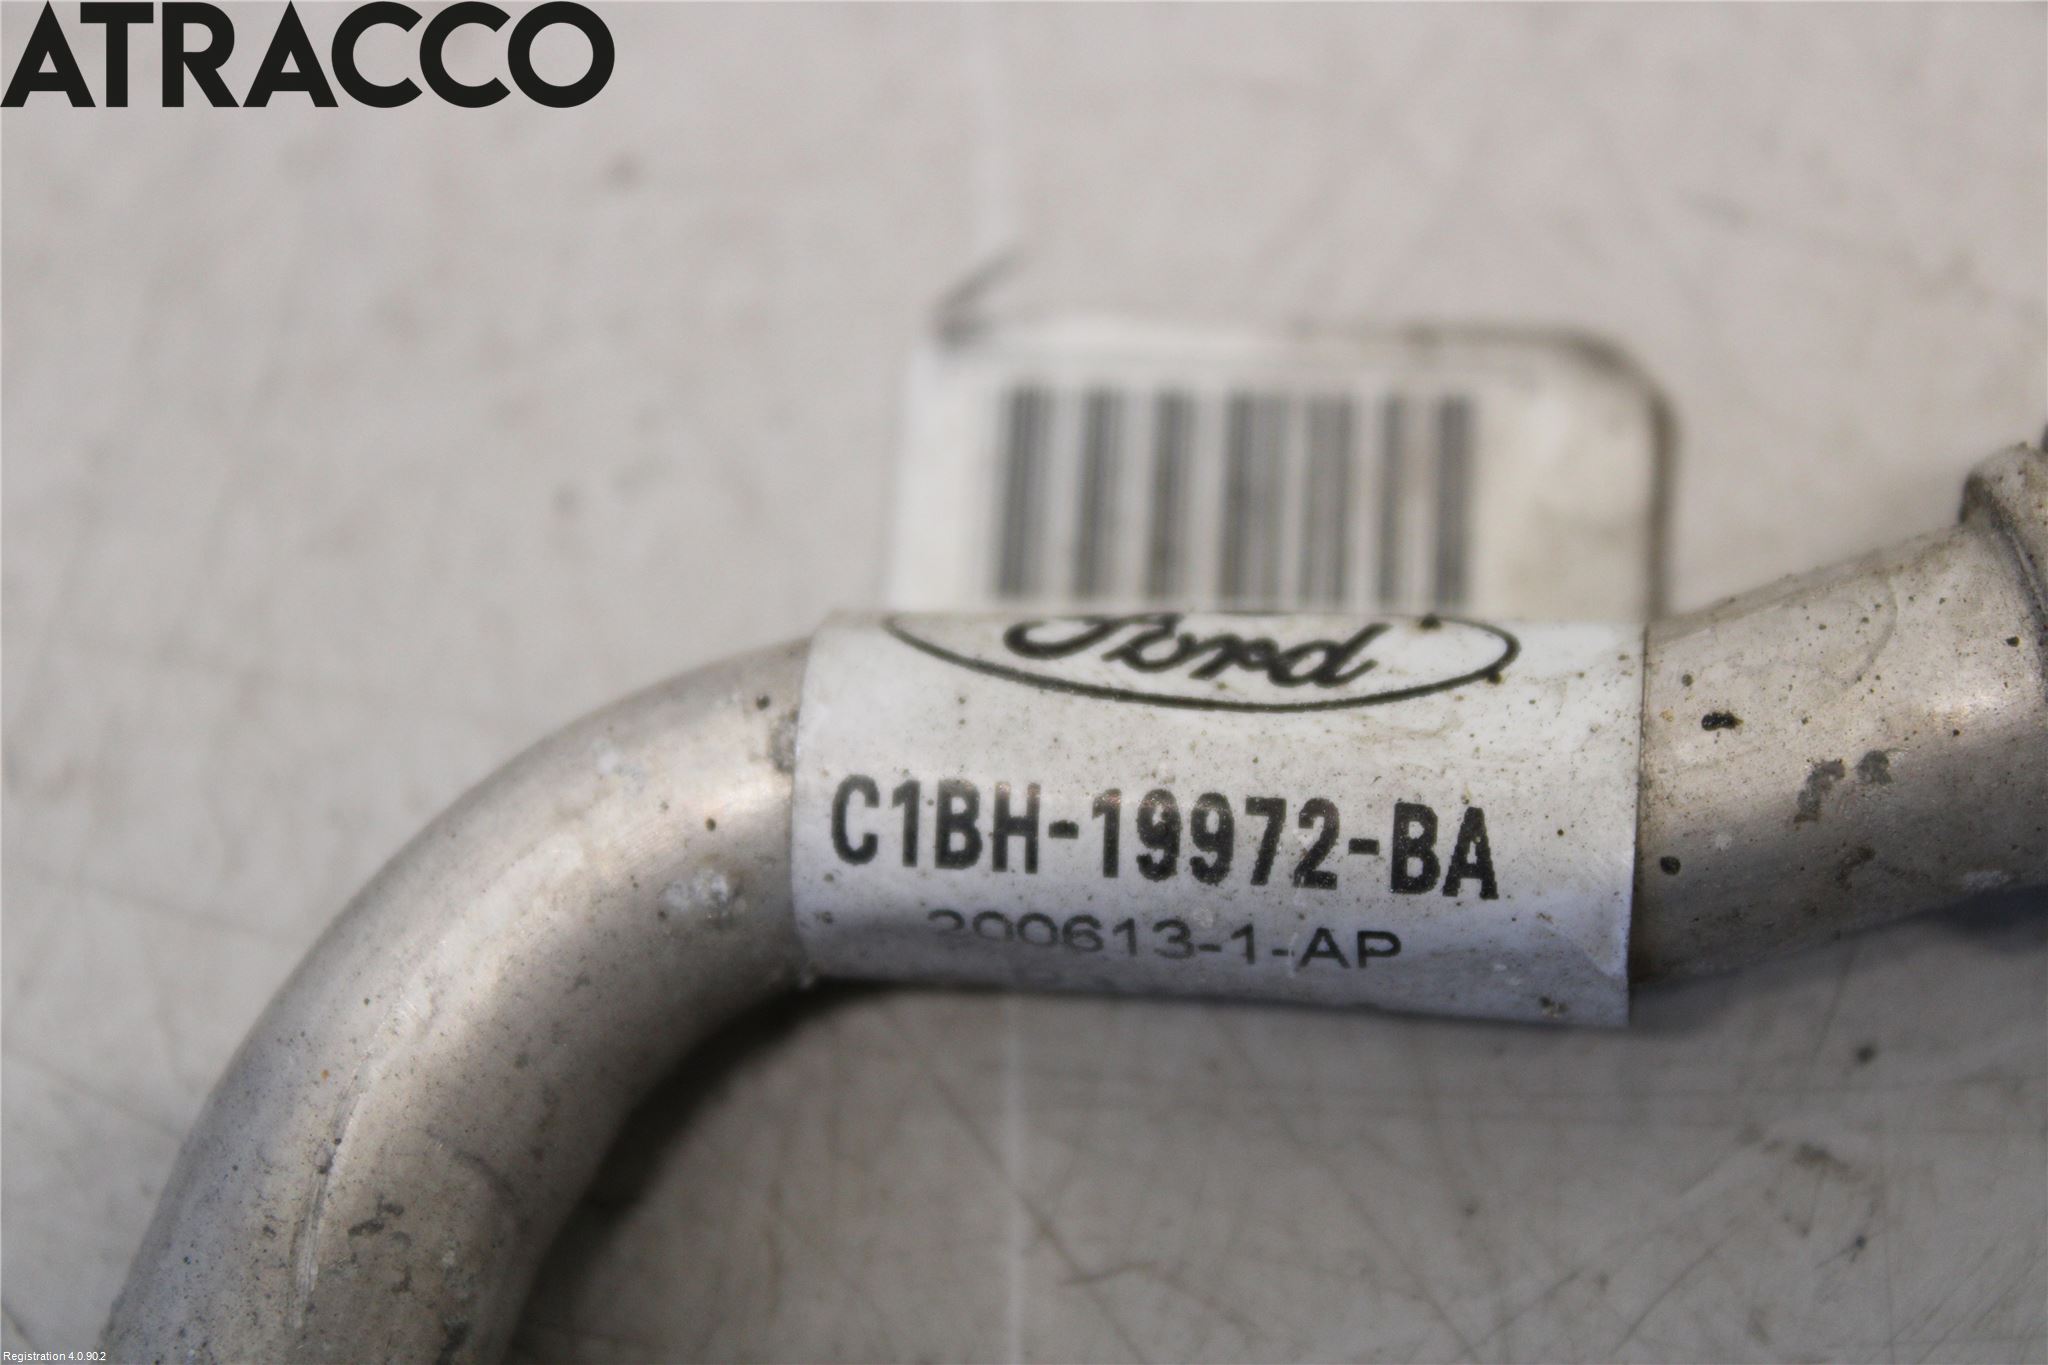 ATRACCO
Ford
C1BH-19972-BA
200613-1-AP
Registration 4.0.90.2